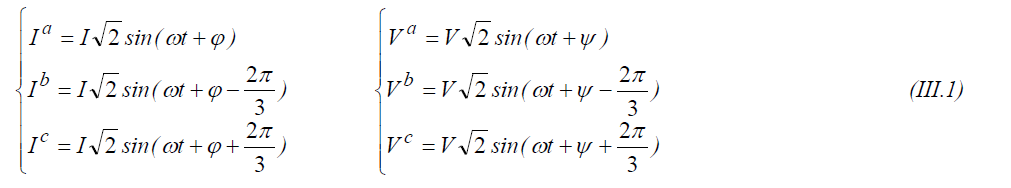 I^a = I√2 sin( ωt + φ ) V^a = V√2 sin( ωt + ψ )
I^b = I√2 sin( ωt + φ − 2π/3 ) V^b = V√2 sin( ωt + ψ − 2π/3 ) (III.1)
I^c = I√2 sin( ωt + φ + 2π/3 ) V^c = V√2 sin( ωt + ψ + 2π/3 )